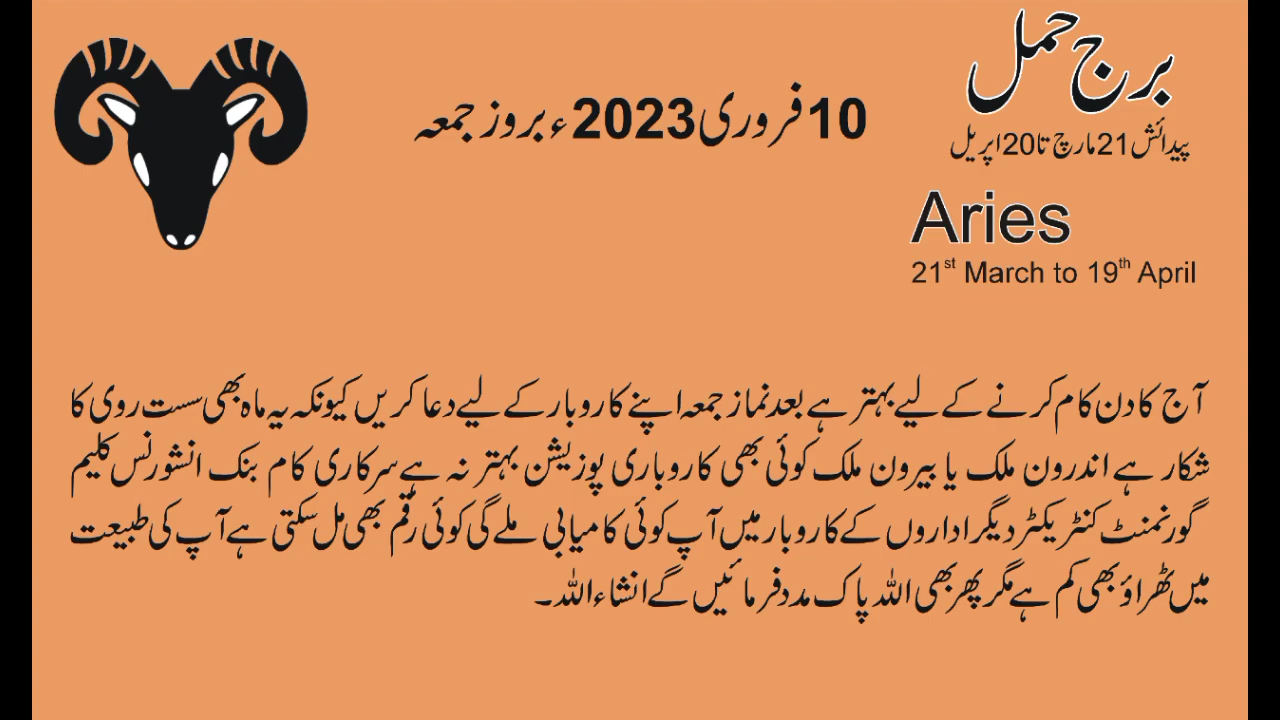 برج حمل
پیدائش 21 مارچ تا 20 اپریل
10 فروری 2023ء بروز جمعہ
Aries
21st March to 19th April
آج کا دن کام کرنے کے لیے بہتر ہے بعد نماز جمعہ اپنے کاروبار کے لیے دعا کریں کیونکہ یہ ماہ بھی سست روی کا
شکار ہے اندرون ملک یا بیرون ملک کوئی بھی کاروباری پوزیشن بہتر نہ ہے سرکاری کام بنک انشورنس کلیم
گورنمنٹ کنٹریکٹر دیگر اداروں کے کاروبار میں آپ کوئی کامیابی ملے گی کوئی رقم بھی مل سکتی ہے آپ کی طبیعت
میں ٹھراؤ بھی کم ہے مگر پھر بھی اللہ پاک مدد فرمائیں گے انشاءاللہ۔